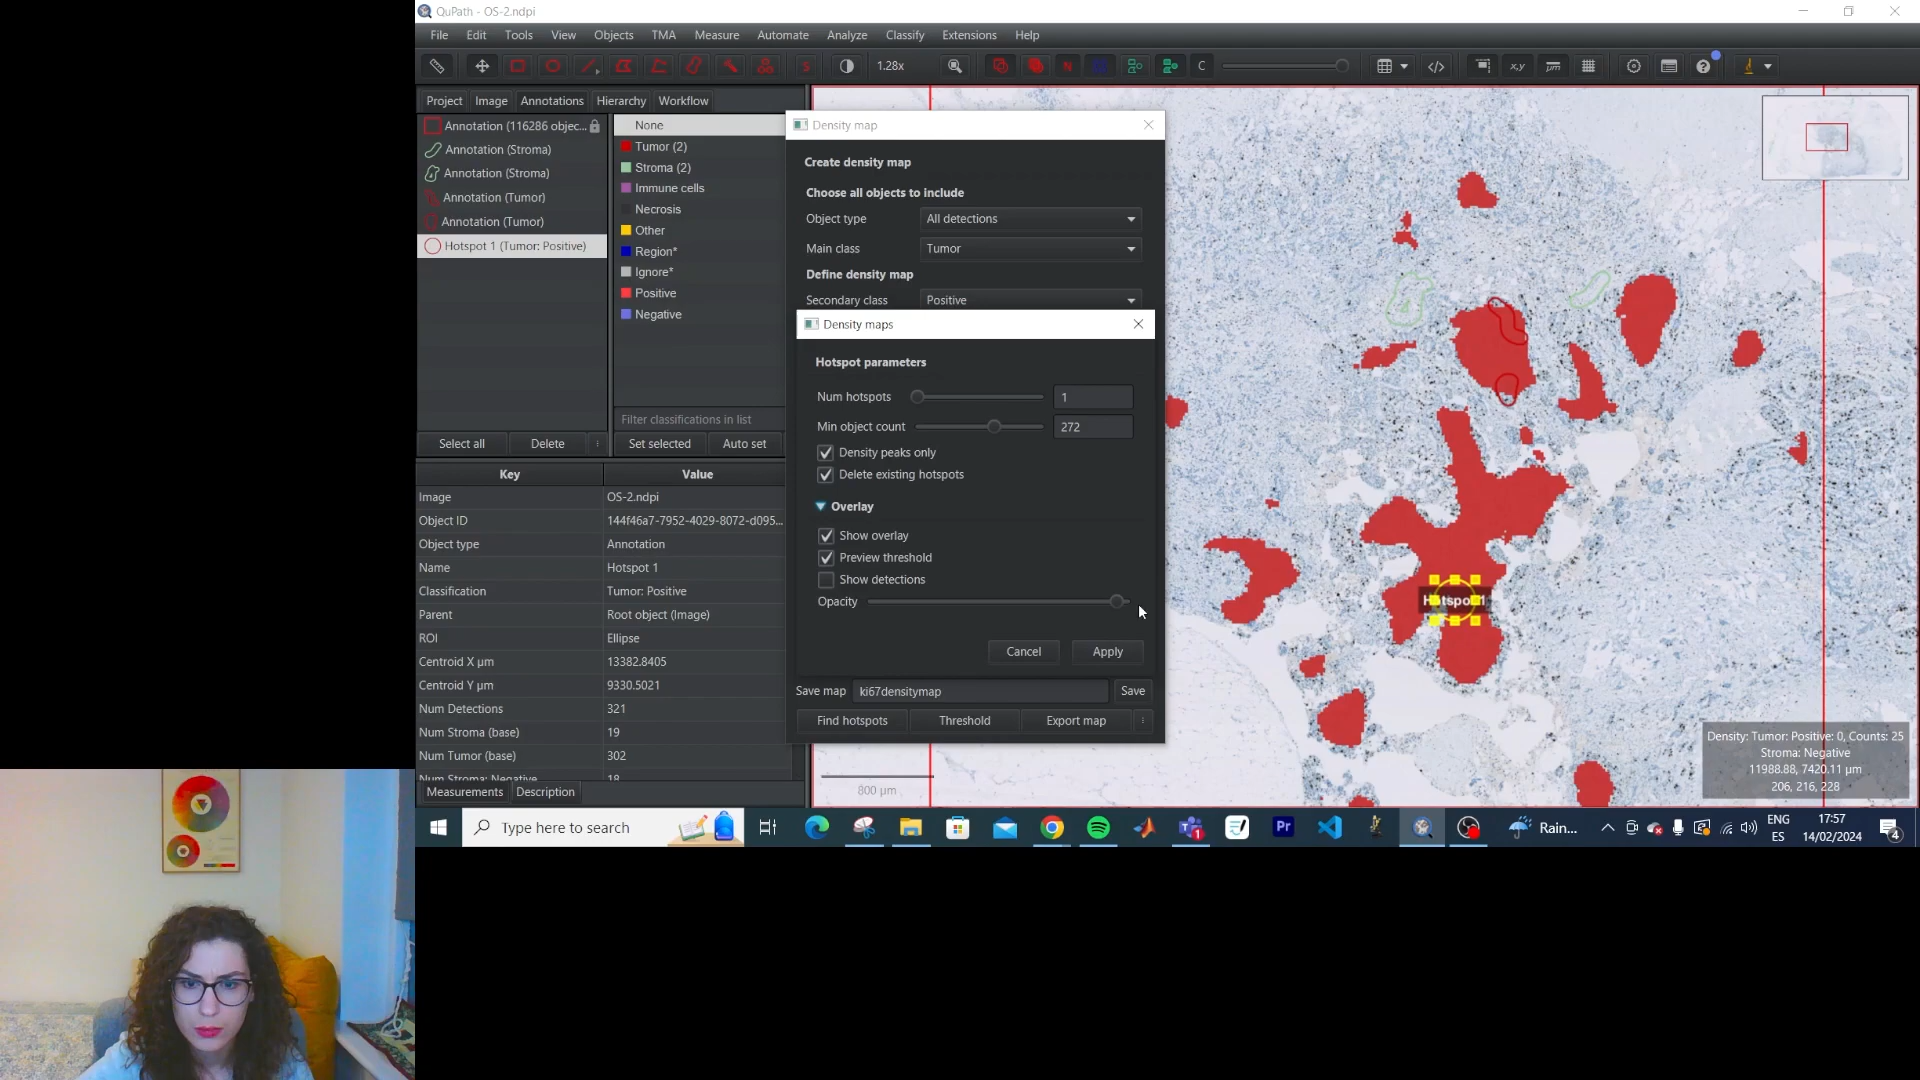 QuPath - OS-2.ndpi
File Edit Tools View Objects TMA Measure Automate Analyze Classify Extensions Help
S 1.28x N C x,y
Project Image Annotations Hierarchy Workflow
Annotation (116286 objec...
Annotation (Stroma)
Annotation (Stroma)
Annotation (Tumor)
Annotation (Tumor)
Hotspot 1 (Tumor: Positive)
None
Tumor (2)
Stroma (2)
Immune cells
Necrosis
Other
Region*
Ignore*
Positive
Negative
Filter classifications in list
Select all Delete Set selected Auto set
Key Value
Image OS-2.ndpi
Object ID 144f46a7-7952-4029-8072-d095...
Object type Annotation
Name Hotspot 1
Classification Tumor: Positive
Parent Root object (Image)
ROI Ellipse
Centroid X µm 13382.8405
Centroid Y µm 9330.5021
Num Detections 321
Num Stroma (base) 19
Num Tumor (base) 302
Num Stroma: Negative 18
Measurements Description
Density map
Create density map
Choose all objects to include
Object type All detections
Main class Tumor
Define density map
Secondary class Positive
Density maps
Hotspot parameters
Num hotspots 1
Min object count 272
Density peaks only
Delete existing hotspots
Overlay
Show overlay
Preview threshold
Show detections
Opacity
Cancel Apply
Save map ki67densitymap Save
Find hotspots Threshold Export map
Hotspot 1
800 µm
Density: Tumor: Positive: 0, Counts: 25
Stroma: Negative
11988.88, 7420.11 µm
206, 216, 228
Type here to search
Pr
Rain...
ENG
ES
17:57
14/02/2024
4